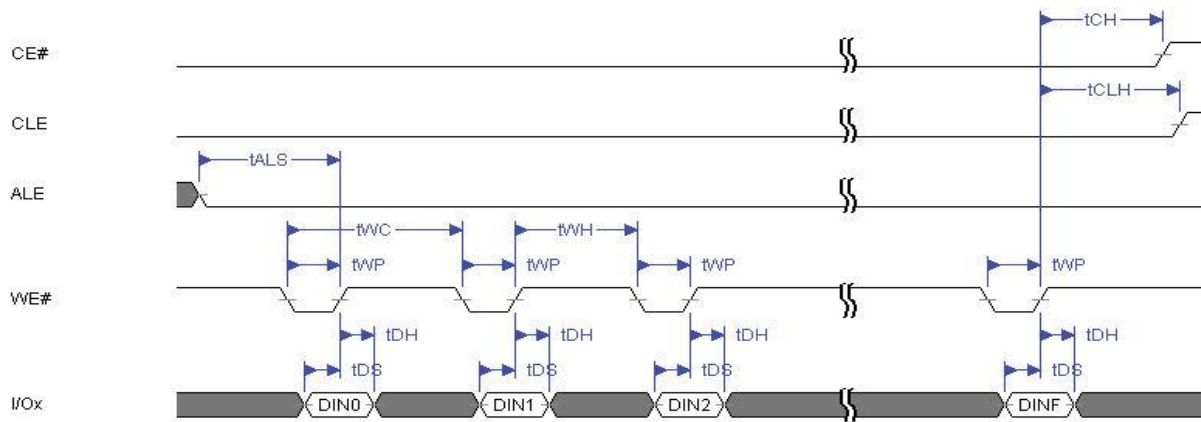 tCH
CE#
tCLH
CLE
tALS
ALE
tWC tWH
tWP tWP tWP tWP
WE#
tDH tDH tDH tDH
tDS tDS tDS tDS
I/Ox DIN0 DIN1 DIN2 DINF